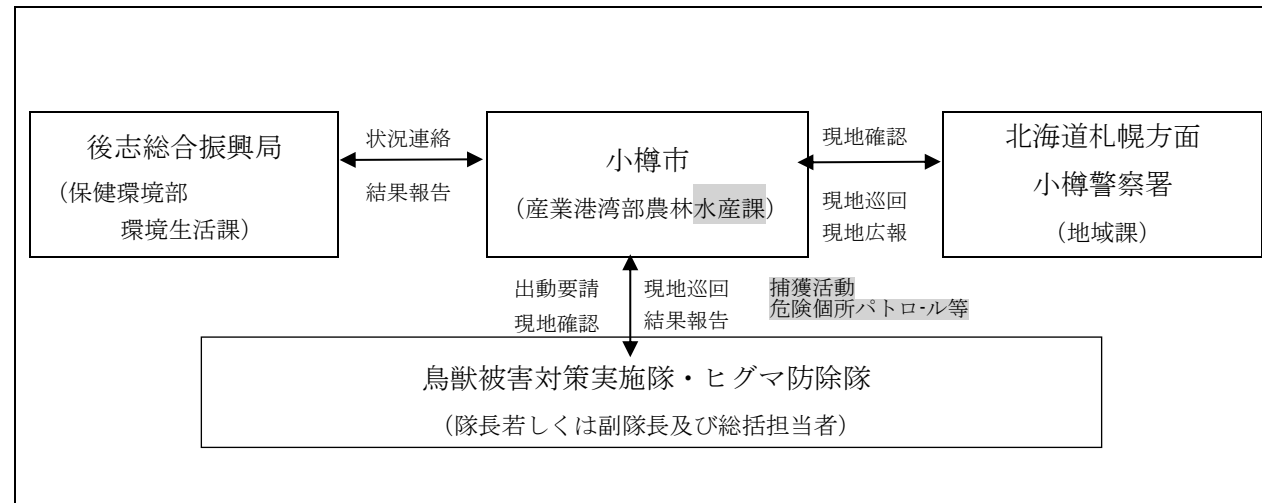 後志総合振興局
（保健環境部
環境生活課）
状況連絡
結果報告
小樽市
（産業港湾部農林水産課）
現地確認
現地巡回
現地広報
北海道札幌方面
小樽警察署
（地域課）
出動要請
現地確認
現地巡回
結果報告
捕獲活動
危険個所パトロｰル等
鳥獣被害対策実施隊・ヒグマ防除隊
（隊長若しくは副隊長及び総括担当者）